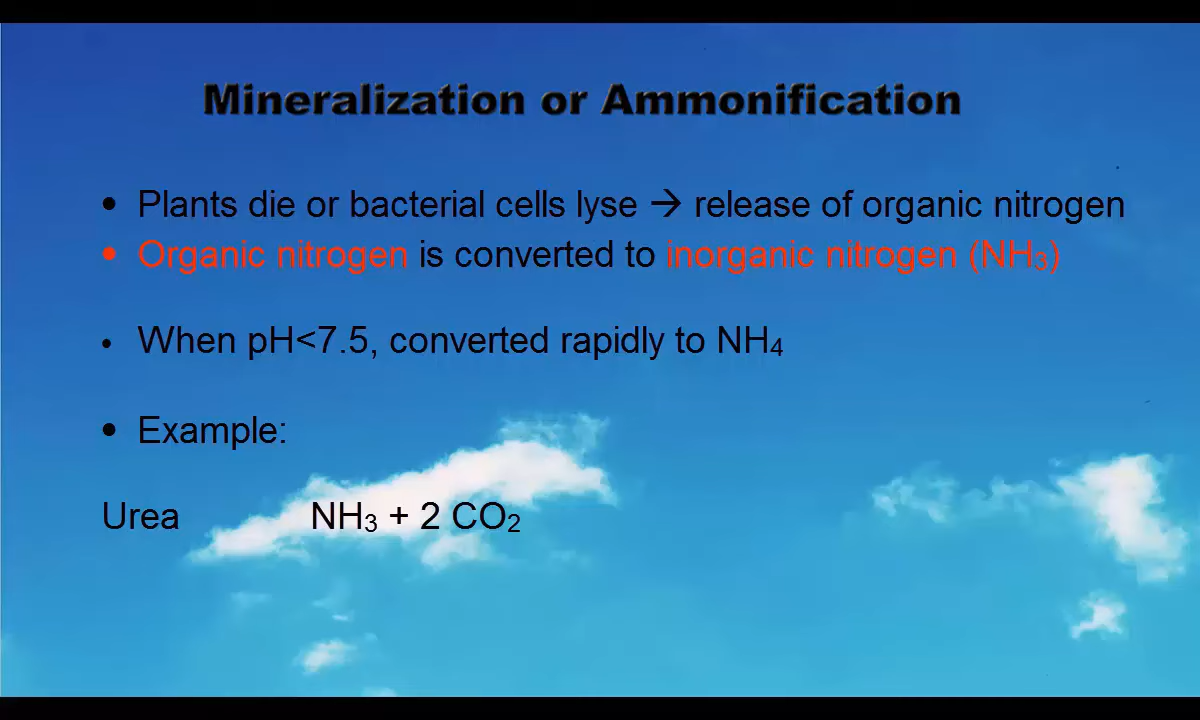 Mineralization or Ammonification
• Plants die or bacterial cells lyse → release of organic nitrogen
• Organic nitrogen is converted to inorganic nitrogen (NH₃)
• When pH<7.5, converted rapidly to NH₄
• Example:
Urea NH₃ + 2 CO₂